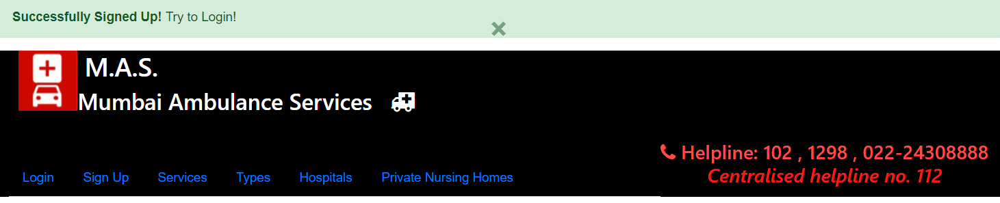 Successfully Signed Up! Try to Login!
M.A.S.
Mumbai Ambulance Services
Helpline: 102 , 1298 , 022-24308888
Centralised helpline no. 112
Login Sign Up Services Types Hospitals Private Nursing Homes